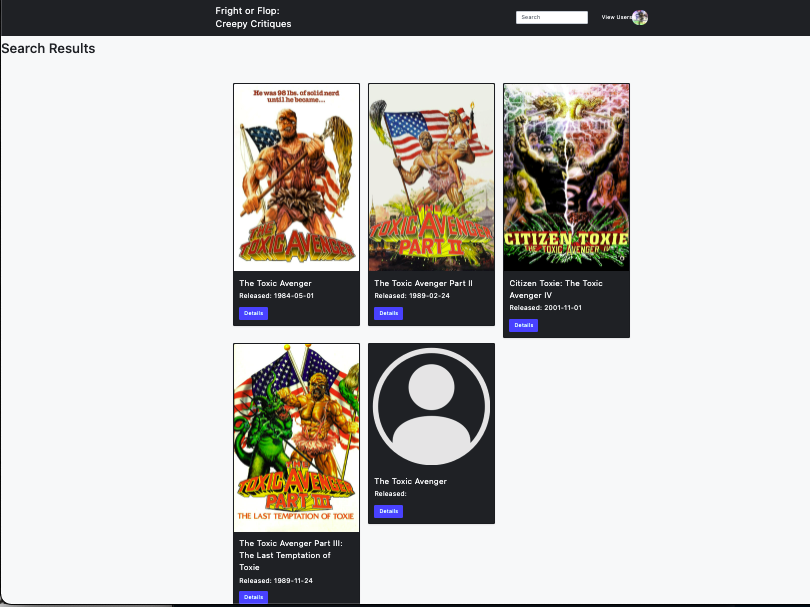 Fright or Flop:
Creepy Critiques
Search
View Users
Search Results
He was 98 lbs. of solid nerd
until he became...
THE
TOXIC AVENGER
THE
TOXIC AVENGER
PART II
CITIZEN TOXIE
THE TOXIC AVENGER IV
The Toxic Avenger
Released: 1984-05-01
Details
The Toxic Avenger Part II
Released: 1989-02-24
Details
Citizen Toxie: The Toxic
Avenger IV
Released: 2001-11-01
Details
THE
TOXIC AVENGER
PART III
THE LAST TEMPTATION OF TOXIE
The Toxic Avenger Part III:
The Last Temptation of
Toxie
Released: 1989-11-24
Details
The Toxic Avenger
Released:
Details